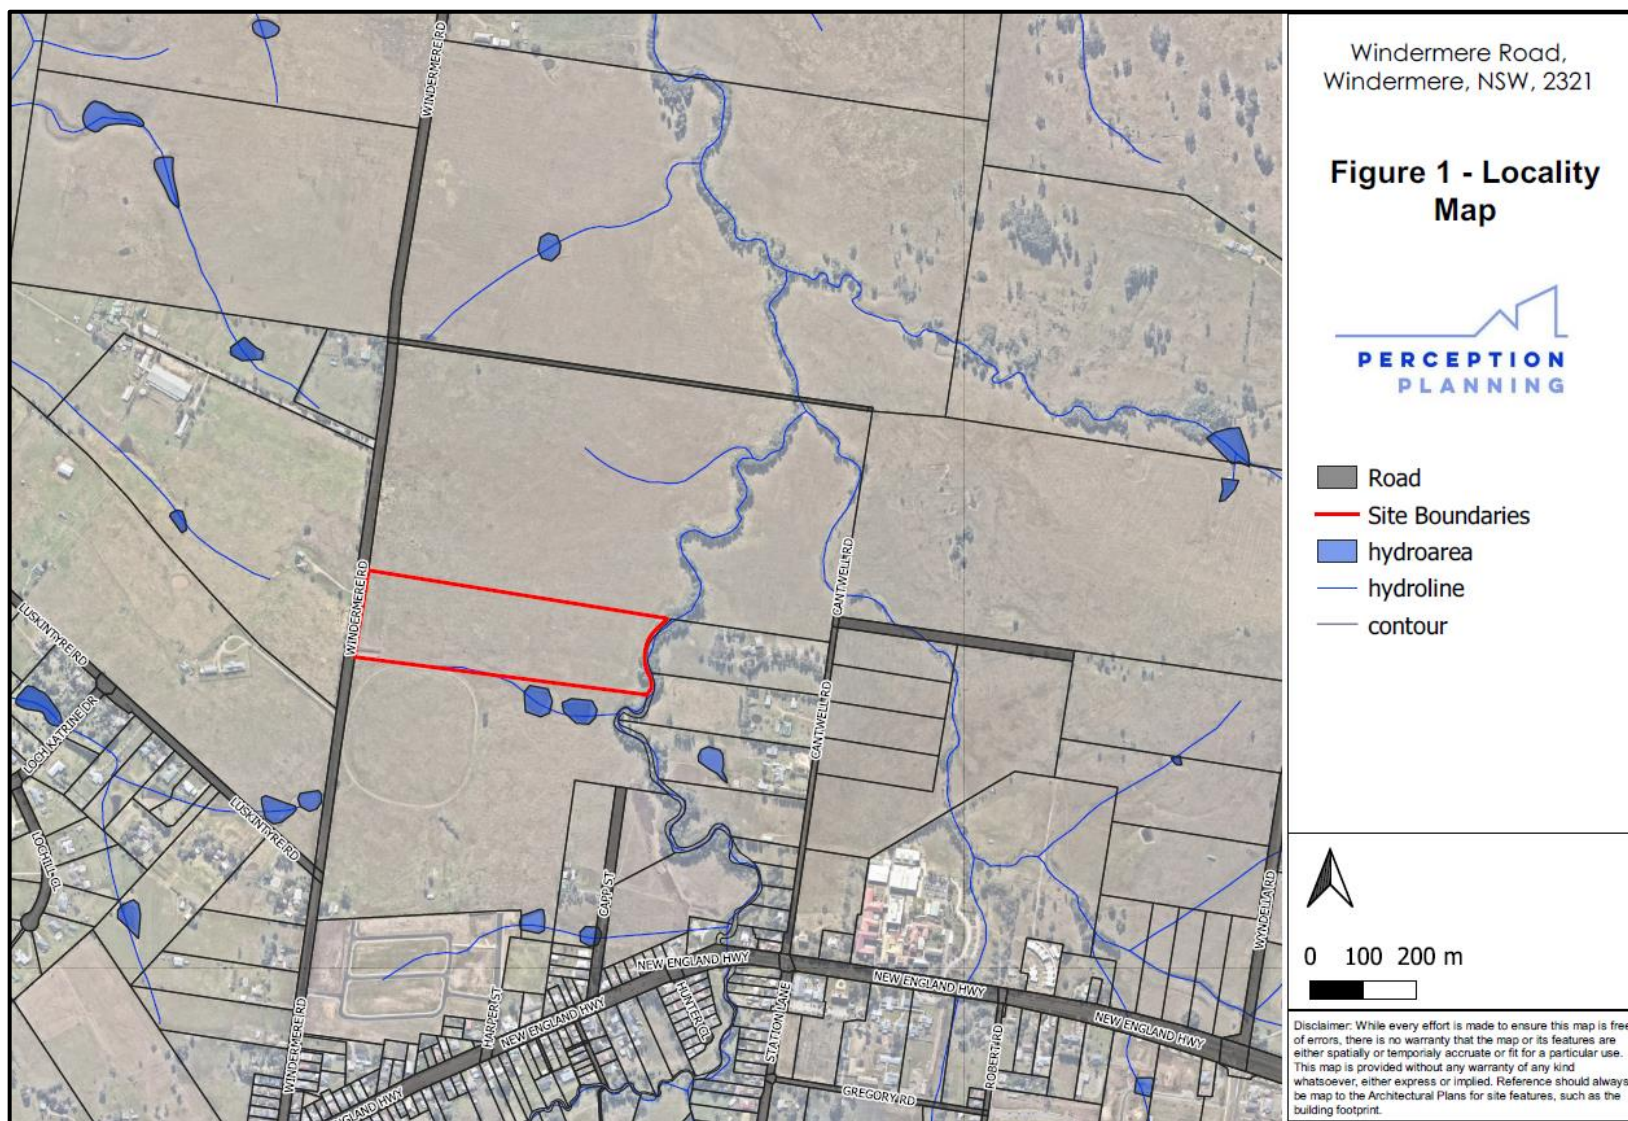 WINDERMERE RD
WINDERMERE RD
LUSKINTYRE RD
LOCH KATRINE DR
LUSKINTYRE RD
LOCHILL CL
WINDERMERE RD
CANTWELL RD
CANTWELL RD
CAPP ST
HARPER ST
NEW ENGLAND HWY
NEW ENGLAND HWY
NEW ENGLAND HWY
NEW ENGLAND HWY
ENGLAND HWY
HUNTER CL
STATION LANE
ROBERT RD
GREGORY RD
WYNDELLA RD
Windermere Road,
Windermere, NSW, 2321
Figure 1 - Locality
Map
PERCEPTION
PLANNING
Road
Site Boundaries
hydroarea
hydroline
contour
0 100 200 m
Disclaimer: While every effort is made to ensure this map is free
of errors, there is no warranty that the map or its features are
either spatially or temporialy accruate or fit for a particular use.
This map is provided without any warranty of any kind
whatsoever, either express or implied. Reference should always
be map to the Architectural Plans for site features, such as the
building footprint.